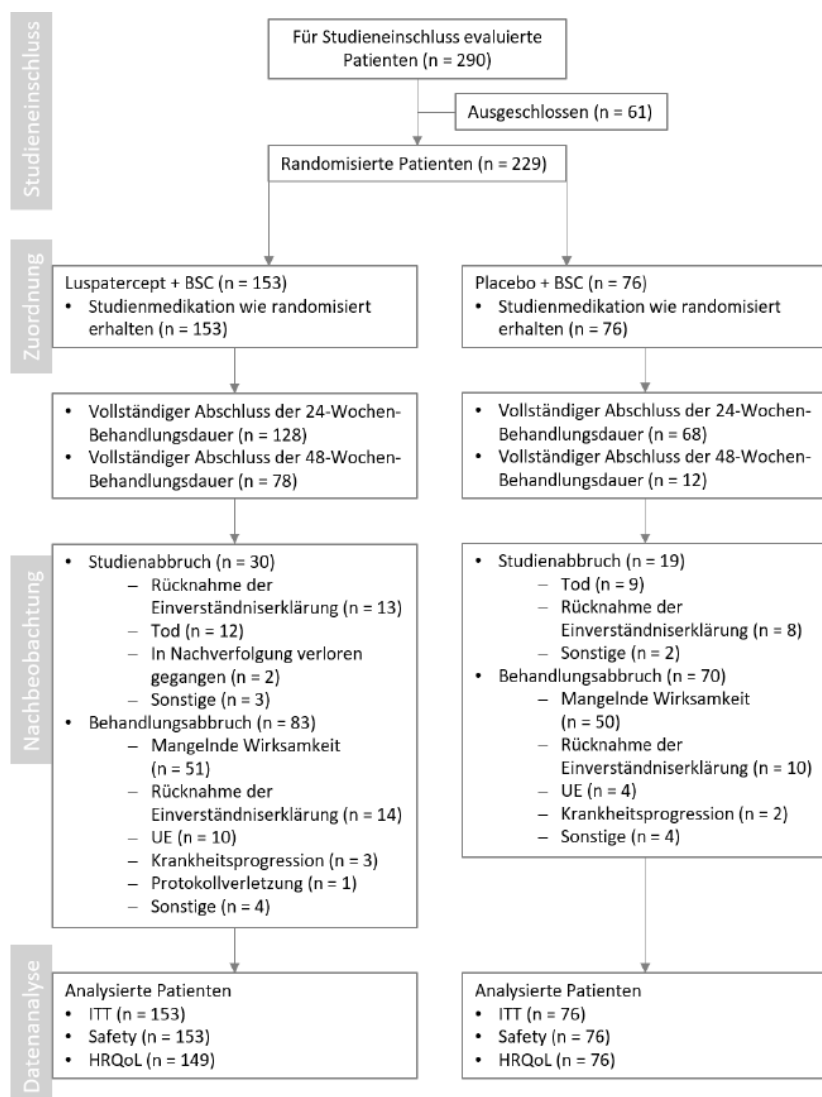 Studieneinschluss
Für Studieneinschluss evaluierte
Patienten (n = 290)
Ausgeschlossen (n = 61)
Randomisierte Patienten (n = 229)
Zuordnung
Luspatercept + BSC (n = 153)
• Studienmedikation wie randomisiert
erhalten (n = 153)
Placebo + BSC (n = 76)
• Studienmedikation wie randomisiert
erhalten (n = 76)
• Vollständiger Abschluss der 24-Wochen-
Behandlungsdauer (n = 128)
• Vollständiger Abschluss der 48-Wochen-
Behandlungsdauer (n = 78)
• Vollständiger Abschluss der 24-Wochen-
Behandlungsdauer (n = 68)
• Vollständiger Abschluss der 48-Wochen-
Behandlungsdauer (n = 12)
Nachbeobachtung
• Studienabbruch (n = 30)
– Rücknahme der
Einverständniserklärung (n = 13)
– Tod (n = 12)
– In Nachverfolgung verloren
gegangen (n = 2)
– Sonstige (n = 3)
• Behandlungsabbruch (n = 83)
– Mangelnde Wirksamkeit
(n = 51)
– Rücknahme der
Einverständniserklärung (n = 14)
– UE (n = 10)
– Krankheitsprogression (n = 3)
– Protokollverletzung (n = 1)
– Sonstige (n = 4)
• Studienabbruch (n = 19)
– Tod (n = 9)
– Rücknahme der
Einverständniserklärung (n = 8)
– Sonstige (n = 2)
• Behandlungsabbruch (n = 70)
– Mangelnde Wirksamkeit
(n = 50)
– Rücknahme der
Einverständniserklärung (n = 10)
– UE (n = 4)
– Krankheitsprogression (n = 2)
– Sonstige (n = 4)
Datenanalyse
Analysierte Patienten
• ITT (n = 153)
• Safety (n = 153)
• HRQoL (n = 149)
Analysierte Patienten
• ITT (n = 76)
• Safety (n = 76)
• HRQoL (n = 76)